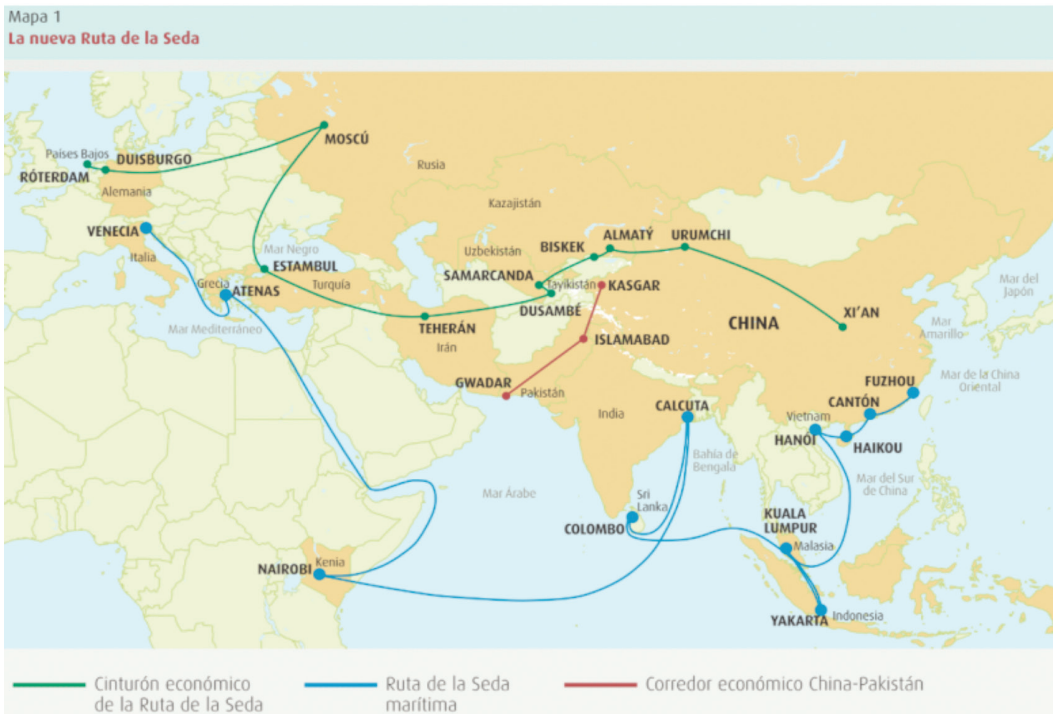 Mapa 1
La nueva Ruta de la Seda
MOSCÚ
Países Bajos
DUISBURGO
RÓTERDAM
Alemania
Rusia
Kazajistán
VENECIA
Italia
Mar Negro
ALMATÝ
URUMCHI
BISKEK
Uzbekistán
ESTAMBUL
Turquía
SAMARCANDA
Tayikistán
KASGAR
Grecia
ATENAS
DUSAMBÉ
Mar del
Japón
Mar Mediterráneo
TEHERÁN
Irán
ISLAMABAD
CHINA
XI'AN
Mar
Amarillo
GWADAR
Pakistán
FUZHOU
Mar de la China
Oriental
India
CALCUTA
CANTÓN
Vietnam
HANÓI
HAIKOU
Bahía de
Bengala
Mar Árabe
Mar del Sur
de China
Sri
Lanka
COLOMBO
KUALA
LUMPUR
Malasia
NAIROBI
Kenia
YAKARTA
Indonesia
Cinturón económico
de la Ruta de la Seda
Ruta de la Seda
marítima
Corredor económico China-Pakistán